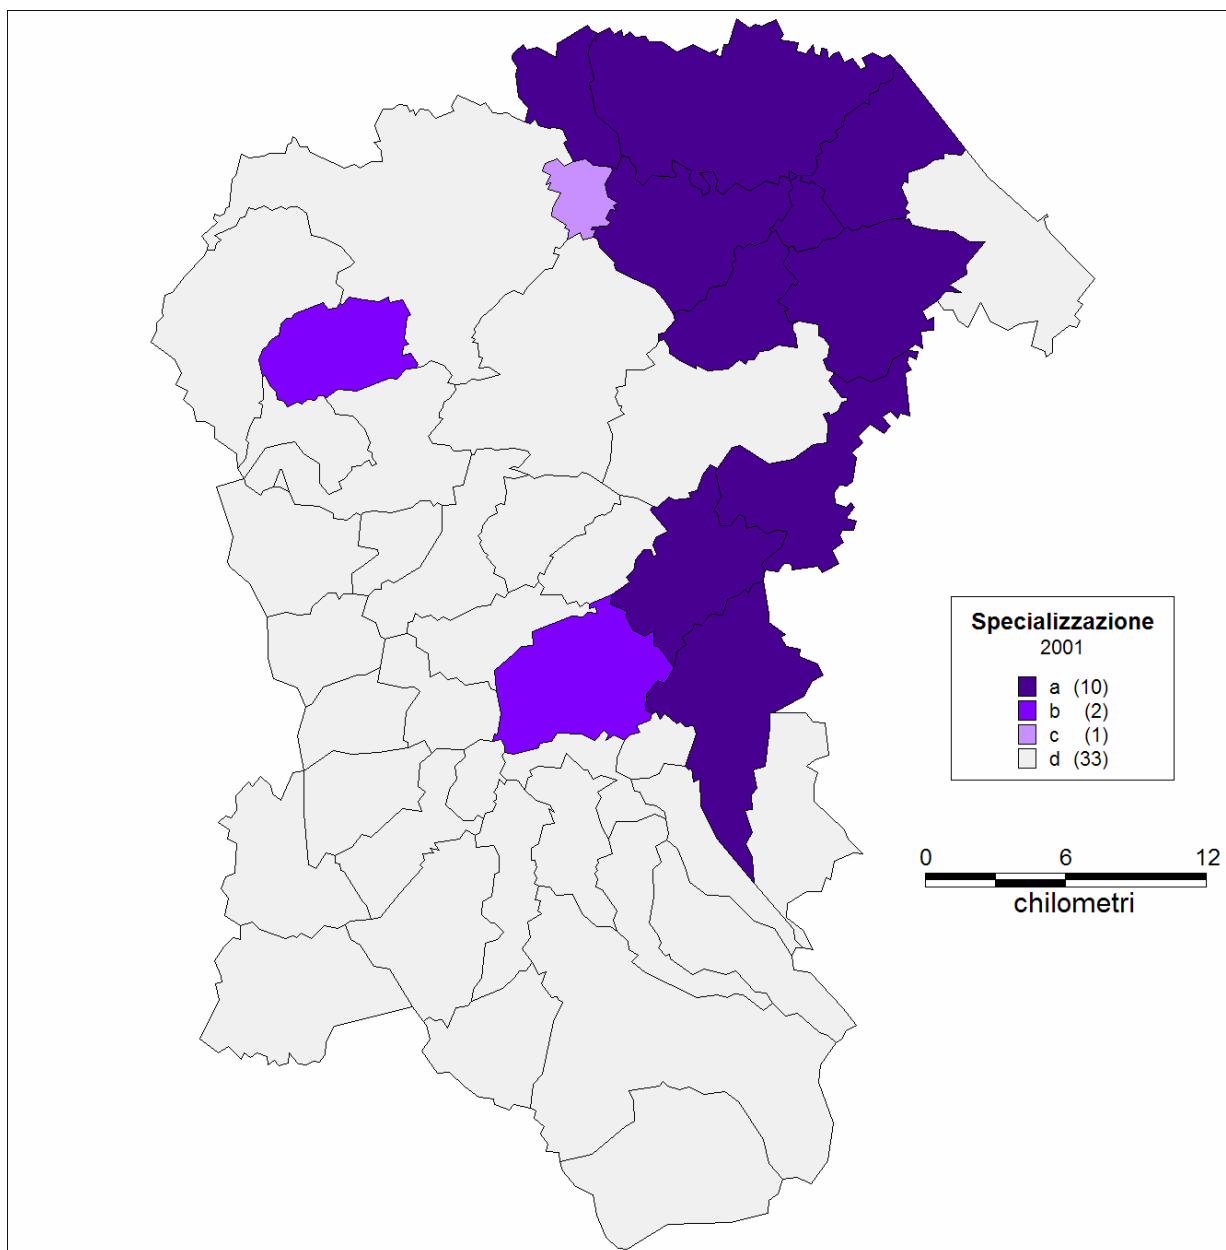 Specializzazione
2001
a (10)
b (2)
c (1)
d (33)
0 6 12
chilometri